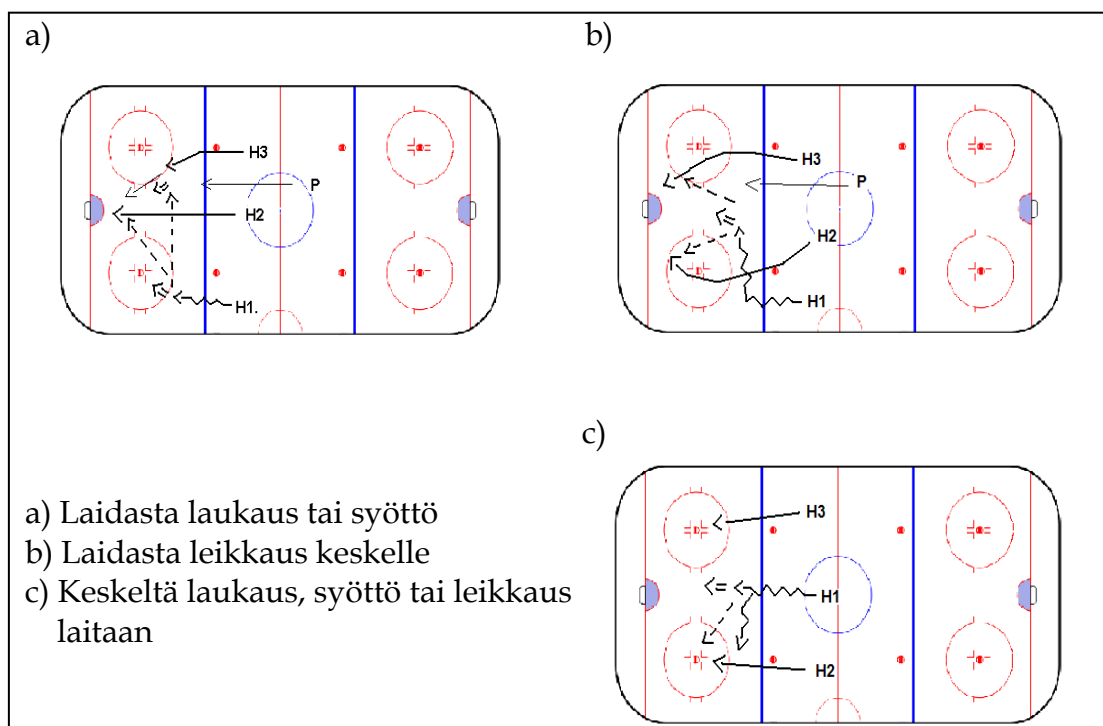 a)
b)
H3
P
H2
H1.
H3
P
H2
H1
c)
H3
H1
H2
a) Laidasta laukaus tai syöttö
b) Laidasta leikkaus keskelle
c) Keskeltä laukaus, syöttö tai leikkaus
laitaan